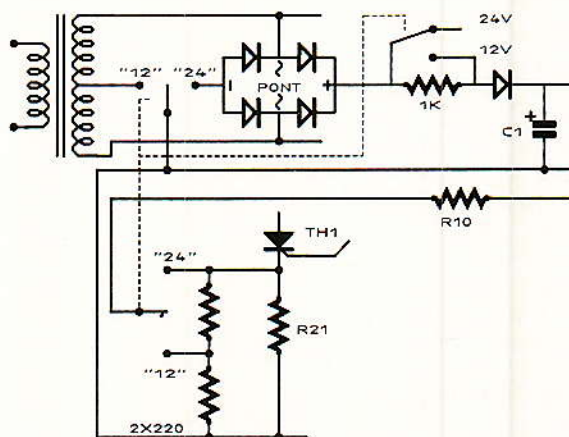 24V
12V
"12" "24"
PONT
1K
C1
R10
TH1
"24"
R21
"12"
2X220